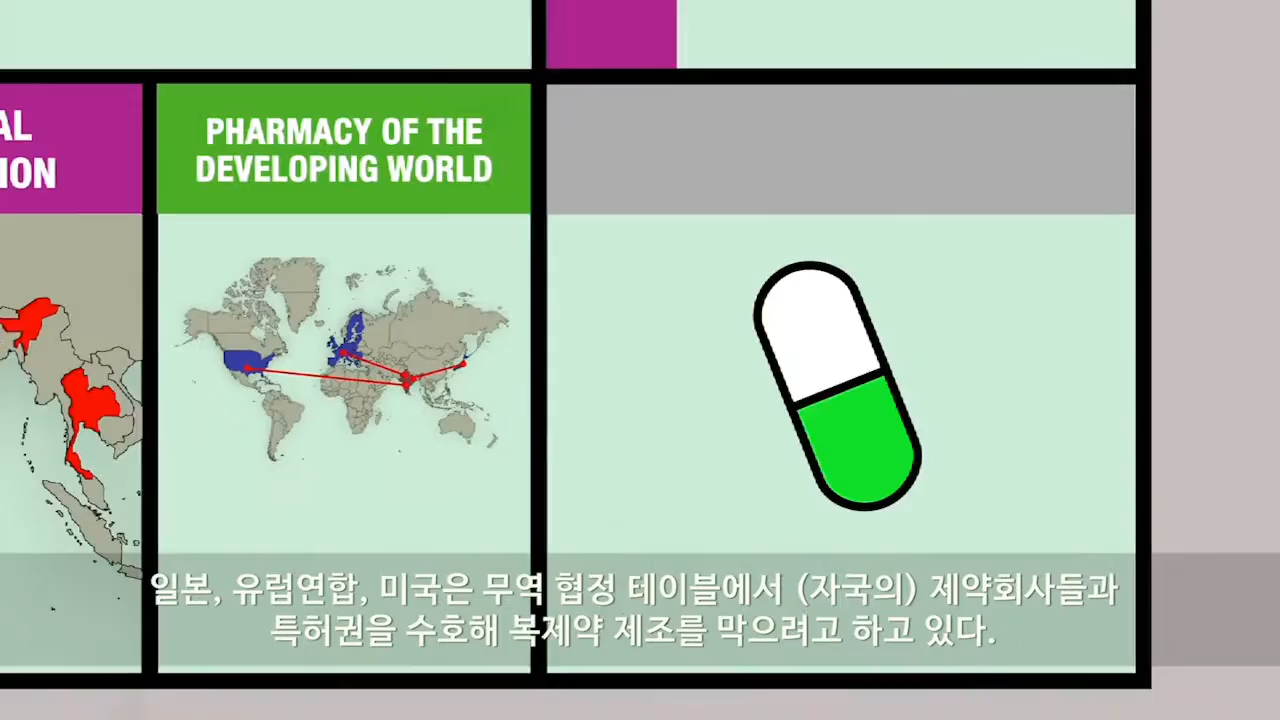 AL
ION
PHARMACY OF THE
DEVELOPING WORLD
일본, 유럽연합, 미국은 무역 협정 테이블에서 (자국의) 제약회사들과
특허권을 수호해 복제약 제조를 막으려고 하고 있다.